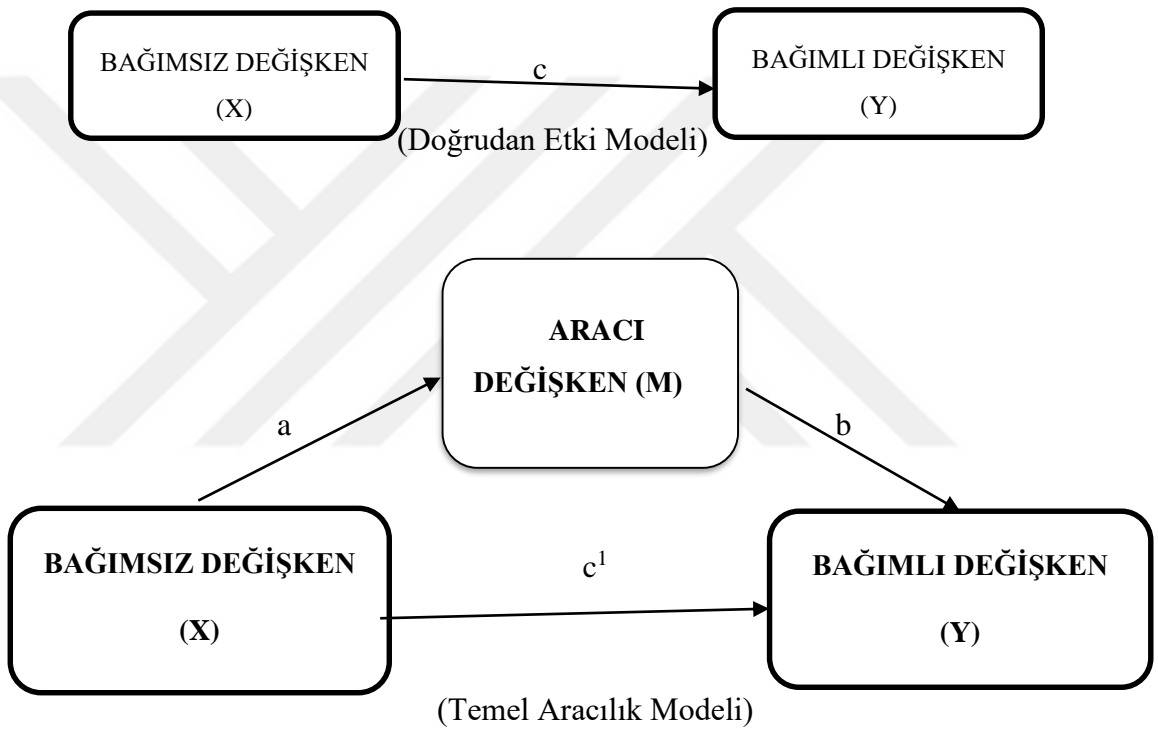 BAĞIMSIZ DEĞİŞKEN
(X)
c
BAĞIMLI DEĞİŞKEN
(Y)
(Doğrudan Etki Modeli)
ARACI
DEĞİŞKEN (M)
a
b
BAĞIMSIZ DEĞİŞKEN
(X)
c¹
BAĞIMLI DEĞİŞKEN
(Y)
(Temel Aracılık Modeli)